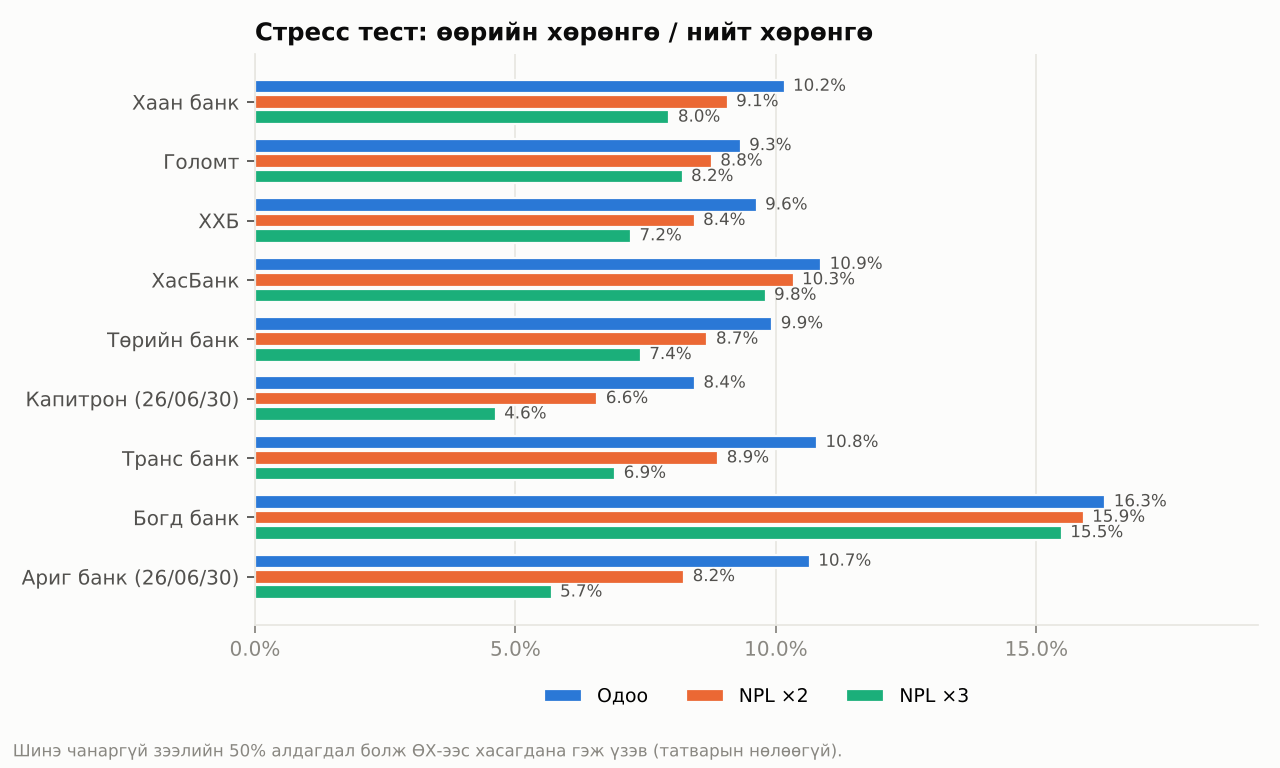 Стресс тест: өөрийн хөрөнгө / нийт хөрөнгө
Хаан банк
10.2%
9.1%
8.0%
Голомт
9.3%
8.8%
8.2%
ХХБ
9.6%
8.4%
7.2%
ХасБанк
10.9%
10.3%
9.8%
Төрийн банк
9.9%
8.7%
7.4%
Капитрон (26/06/30)
8.4%
6.6%
4.6%
Транс банк
10.8%
8.9%
6.9%
Богд банк
16.3%
15.9%
15.5%
Ариг банк (26/06/30)
10.7%
8.2%
5.7%
0.0% 5.0% 10.0% 15.0%
Одоо NPL ×2 NPL ×3
Шинэ чанаргүй зээлийн 50% алдагдал болж ӨХ-ээс хасагдана гэж үзэв (татварын нөлөөгүй).